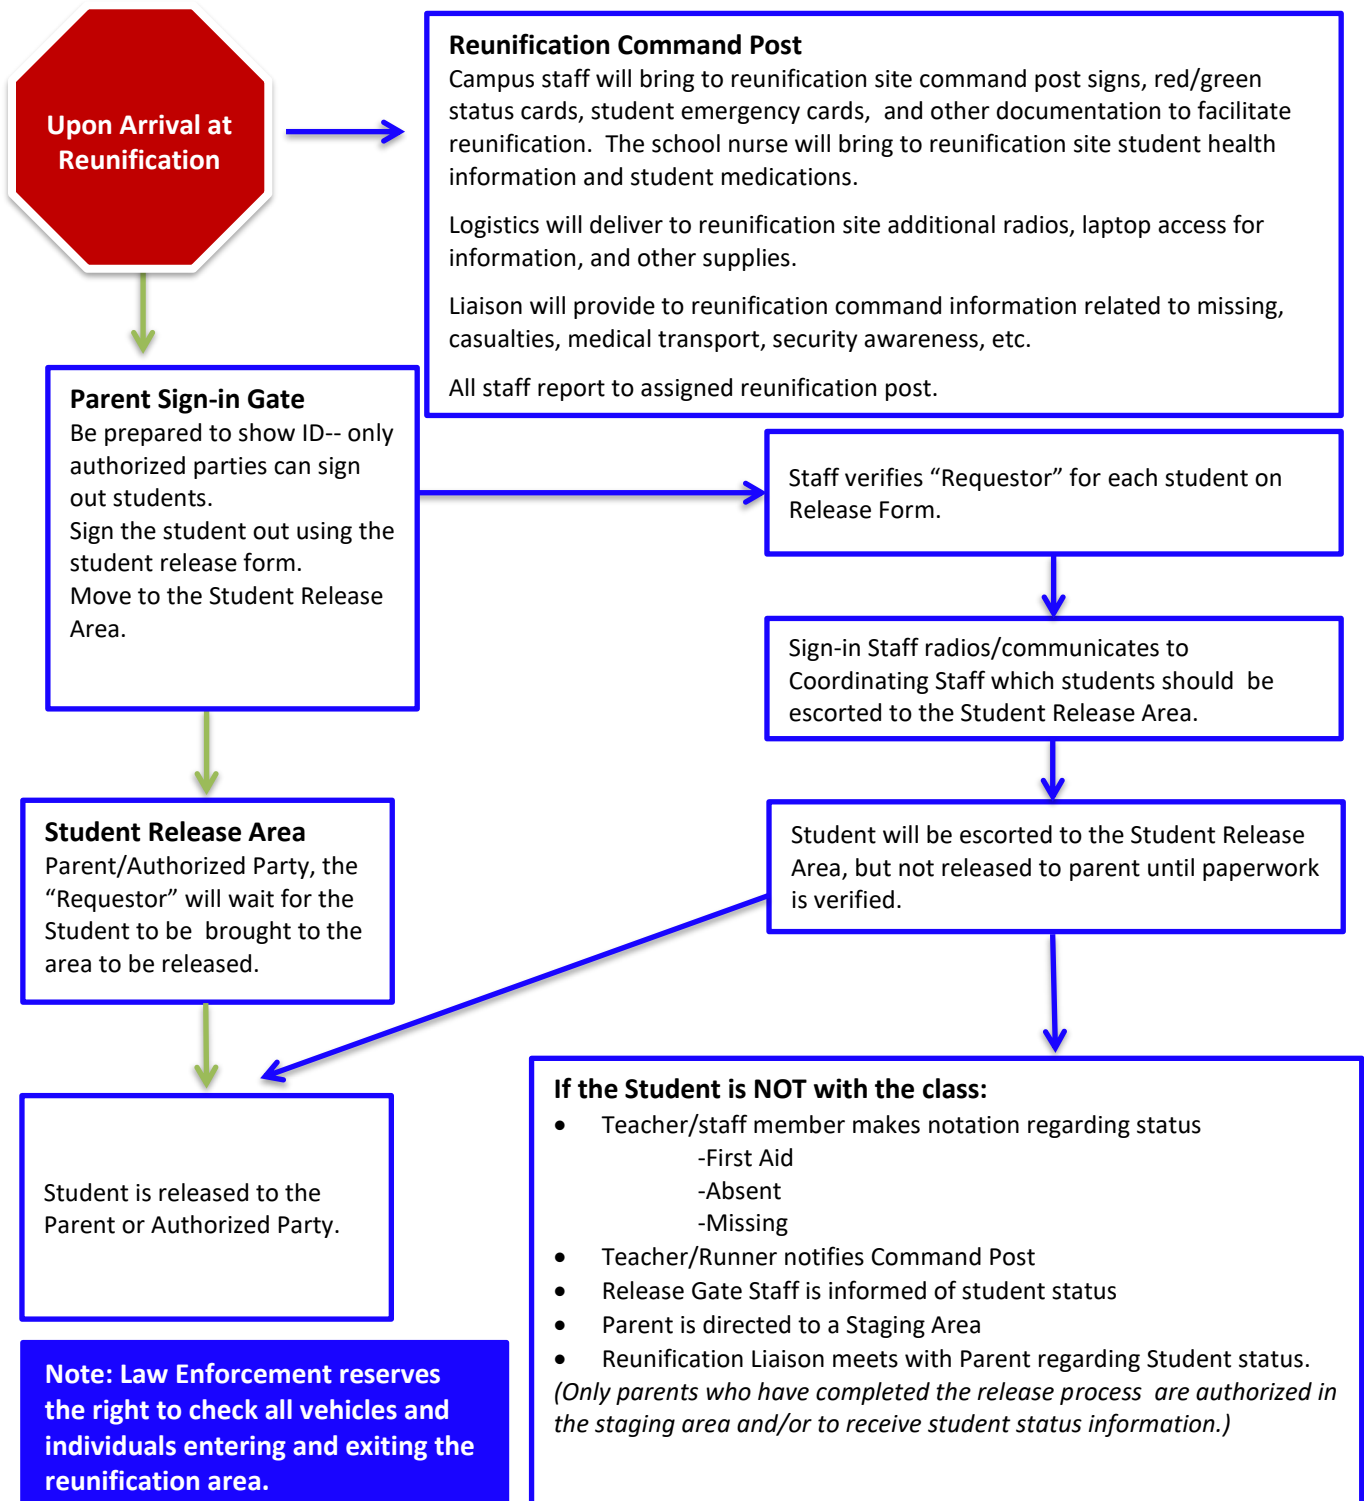 Upon Arrival at
Reunification
Reunification Command Post
Campus staff will bring to reunification site command post signs, red/green
status cards, student emergency cards,  and other documentation to facilitate
reunification.  The school nurse will bring to reunification site student health
information and student medications.
Logistics will deliver to reunification site additional radios, laptop access for
information, and other supplies.
Liaison will provide to reunification command information related to missing,
casualties, medical transport, security awareness, etc.
All staff report to assigned reunification post.
Parent Sign-in Gate
Be prepared to show ID-- only
authorized parties can sign
out students.
Sign the student out using the
student release form.
Move to the Student Release
Area.
Staff verifies “Requestor” for each student on
Release Form.
Sign-in Staff radios/communicates to
Coordinating Staff which students should  be
escorted to the Student Release Area.
Student Release Area
Parent/Authorized Party, the
“Requestor” will wait for the
Student to be  brought to the
area to be released.
Student will be escorted to the Student Release
Area, but not released to parent until paperwork
is verified.
Student is released to the
Parent or Authorized Party.
If the Student is NOT with the class:
• Teacher/staff member makes notation regarding status
-First Aid
-Absent
-Missing
• Teacher/Runner notifies Command Post
• Release Gate Staff is informed of student status
• Parent is directed to a Staging Area
• Reunification Liaison meets with Parent regarding Student status.
(Only parents who have completed the release process  are authorized in
the staging area and/or to receive student status information.)
Note: Law Enforcement reserves
the right to check all vehicles and
individuals entering and exiting the
reunification area.